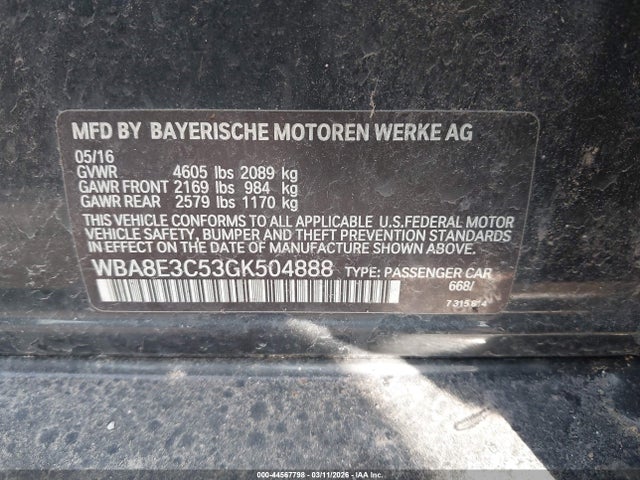 MFD BY BAYERISCHE MOTOREN WERKE AG
05/16
GVWR 4605 lbs 2089 kg
GAWR FRONT 2169 lbs 984 kg
GAWR REAR 2579 lbs 1170 kg
THIS VEHICLE CONFORMS TO ALL APPLICABLE U.S.FEDERAL MOTOR
VEHICLE SAFETY, BUMPER AND THEFT PREVENTION STANDARDS
IN EFFECT ON THE DATE OF MANUFACTURE SHOWN ABOVE.
WBA8E3C53GK504888 TYPE: PASSENGER CAR
668/
7 315 814
000-44567798 - 03/11/2026 - IAA Inc.